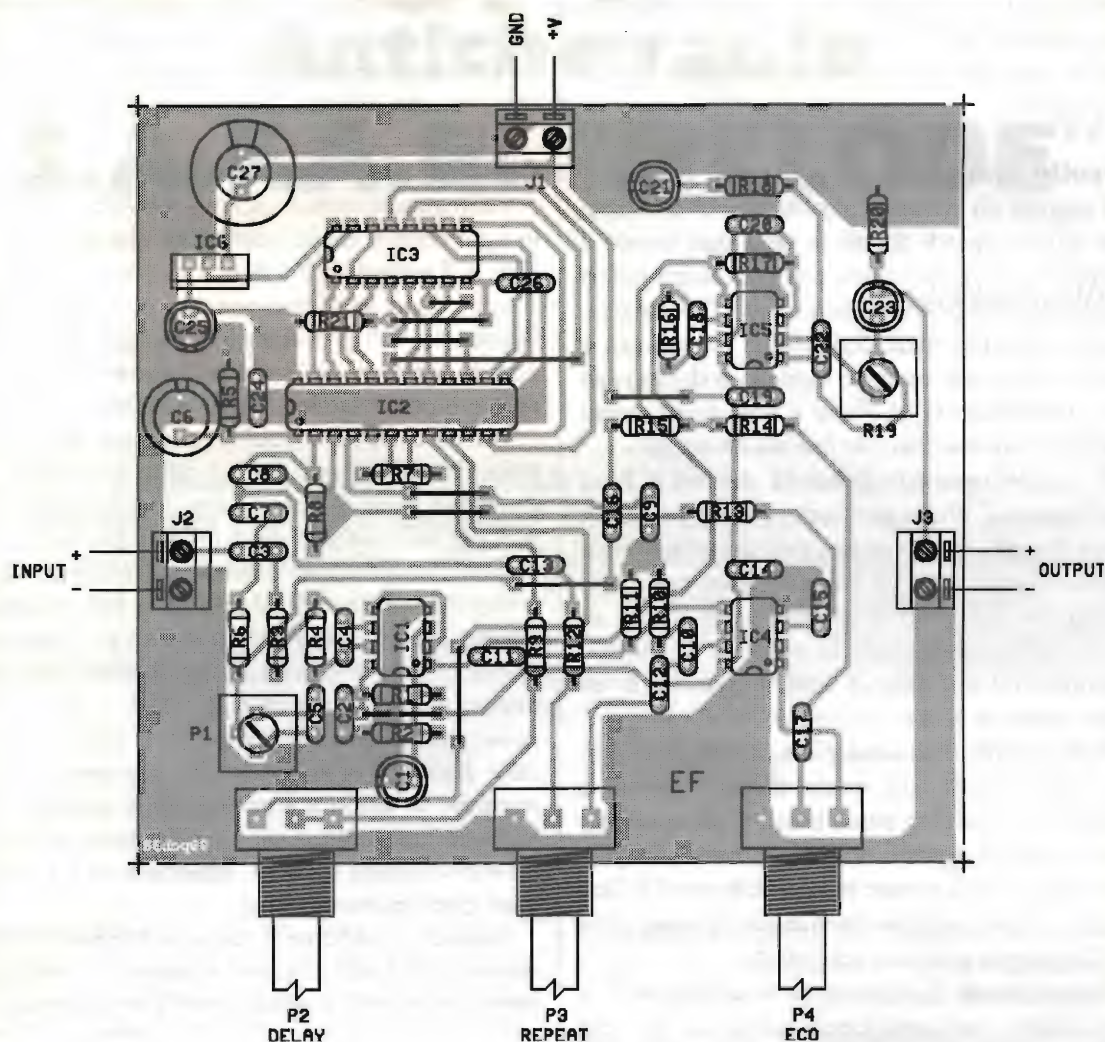 GND +V
C27
J1
C21
R18
C20
R20
IC6
IC3
R17
C26
C23
C25
R21
R16
C18
IC5
C22
R5
C24
C6
IC2
C19
R19
R15
R14
C8
R7
J2
C7
R8
C16
C9
R13
J3
+
INPUT
-
C3
C13
C14
+
OUTPUT
-
R6
R3
R4
C4
IC1
R11
R10
C15
C11
R9
R12
C10
IC4
C12
R1
P1
C5
C2
R2
C17
C1
EF
P2
DELAY
P3
REPEAT
P4
ECO